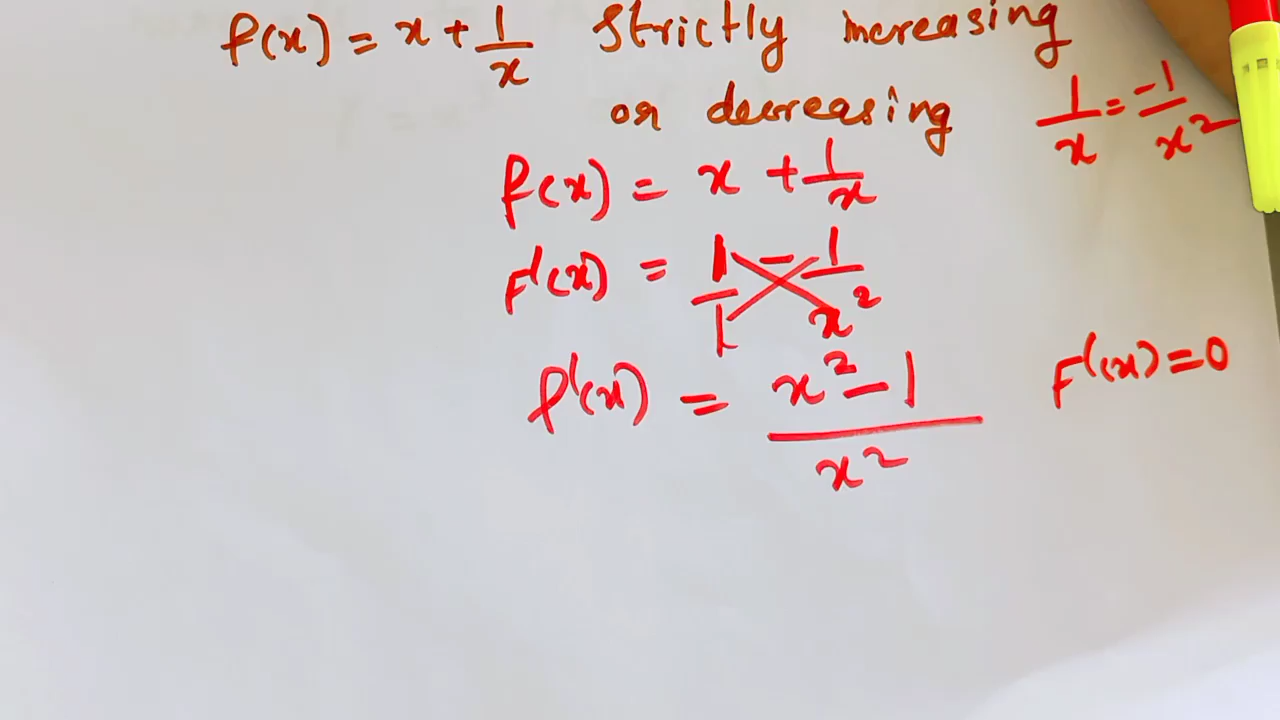 f(x) = x + 1/x strictly increasing
or decreasing
1/x = -1/x²
f(x) = x + 1/x
F'(x) = 1/1 - 1/x²
f'(x) = x² - 1 / x²
F'(x) = 0